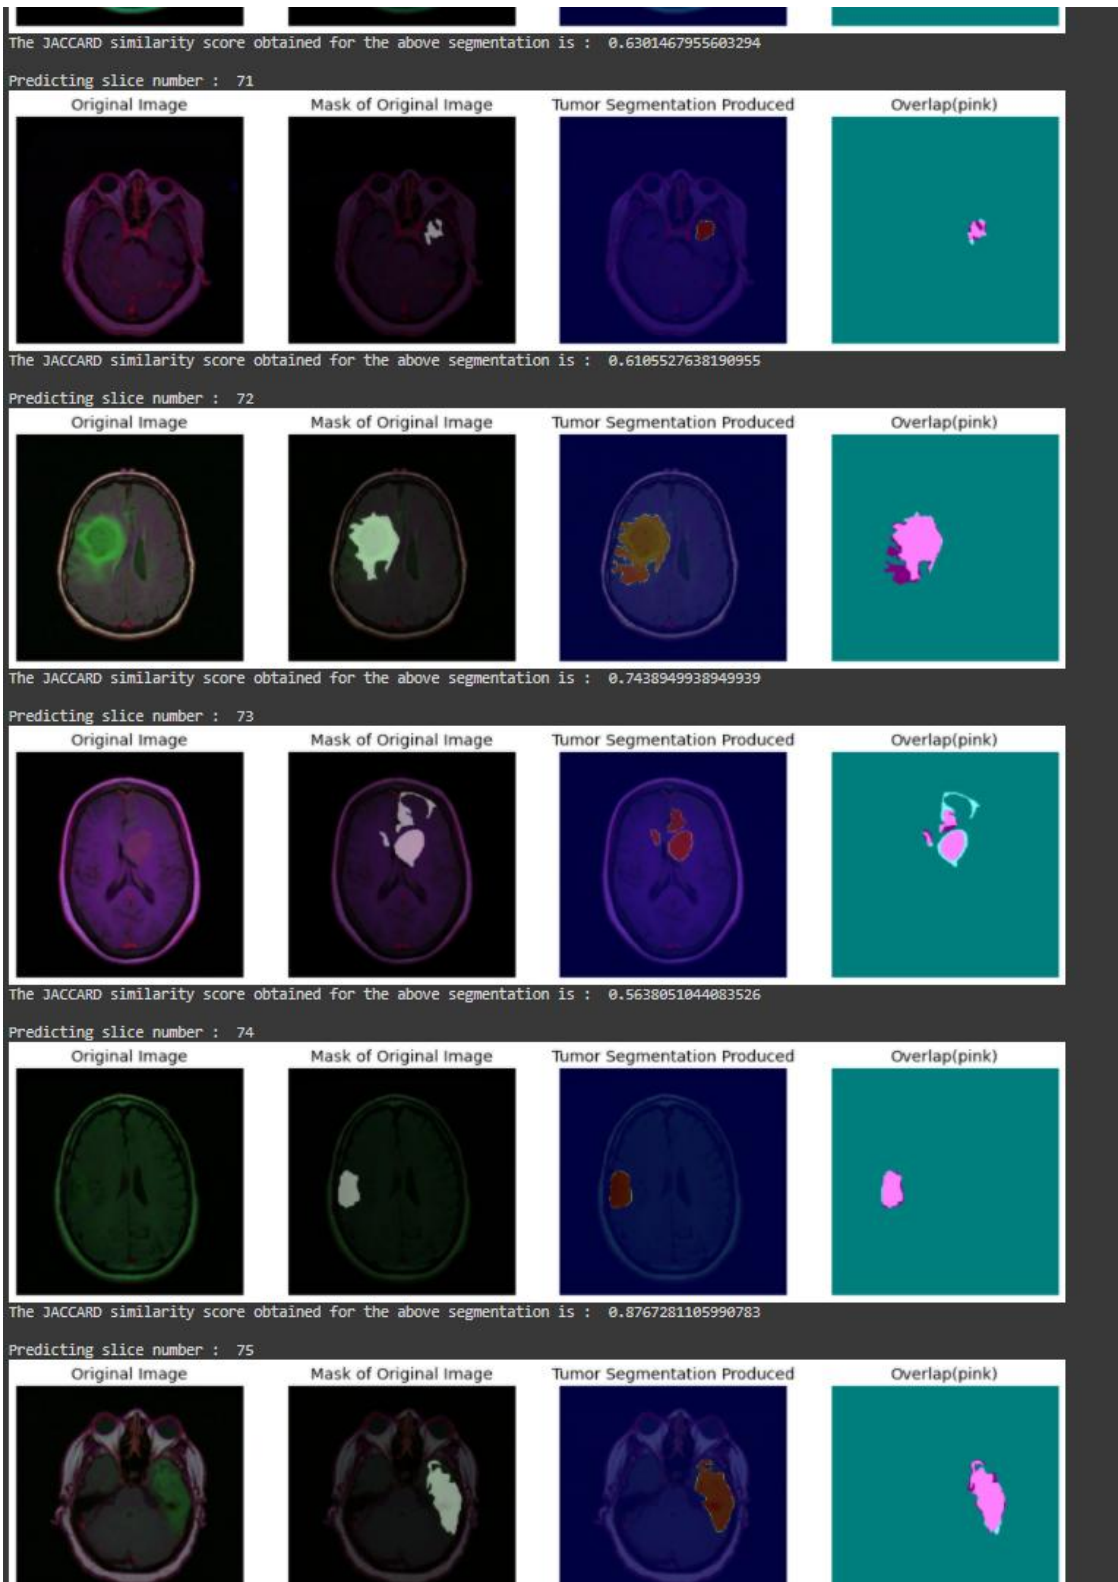 The JACCARD similarity score obtained for the above segmentation is :  0.6301467955603294
Predicting slice number :  71
Original Image Mask of Original Image Tumor Segmentation Produced Overlap(pink)
The JACCARD similarity score obtained for the above segmentation is :  0.6105527638190955
Predicting slice number :  72
Original Image Mask of Original Image Tumor Segmentation Produced Overlap(pink)
The JACCARD similarity score obtained for the above segmentation is :  0.7438949938949939
Predicting slice number :  73
Original Image Mask of Original Image Tumor Segmentation Produced Overlap(pink)
The JACCARD similarity score obtained for the above segmentation is :  0.5638051044083526
Predicting slice number :  74
Original Image Mask of Original Image Tumor Segmentation Produced Overlap(pink)
The JACCARD similarity score obtained for the above segmentation is :  0.8767281105990783
Predicting slice number :  75
Original Image Mask of Original Image Tumor Segmentation Produced Overlap(pink)